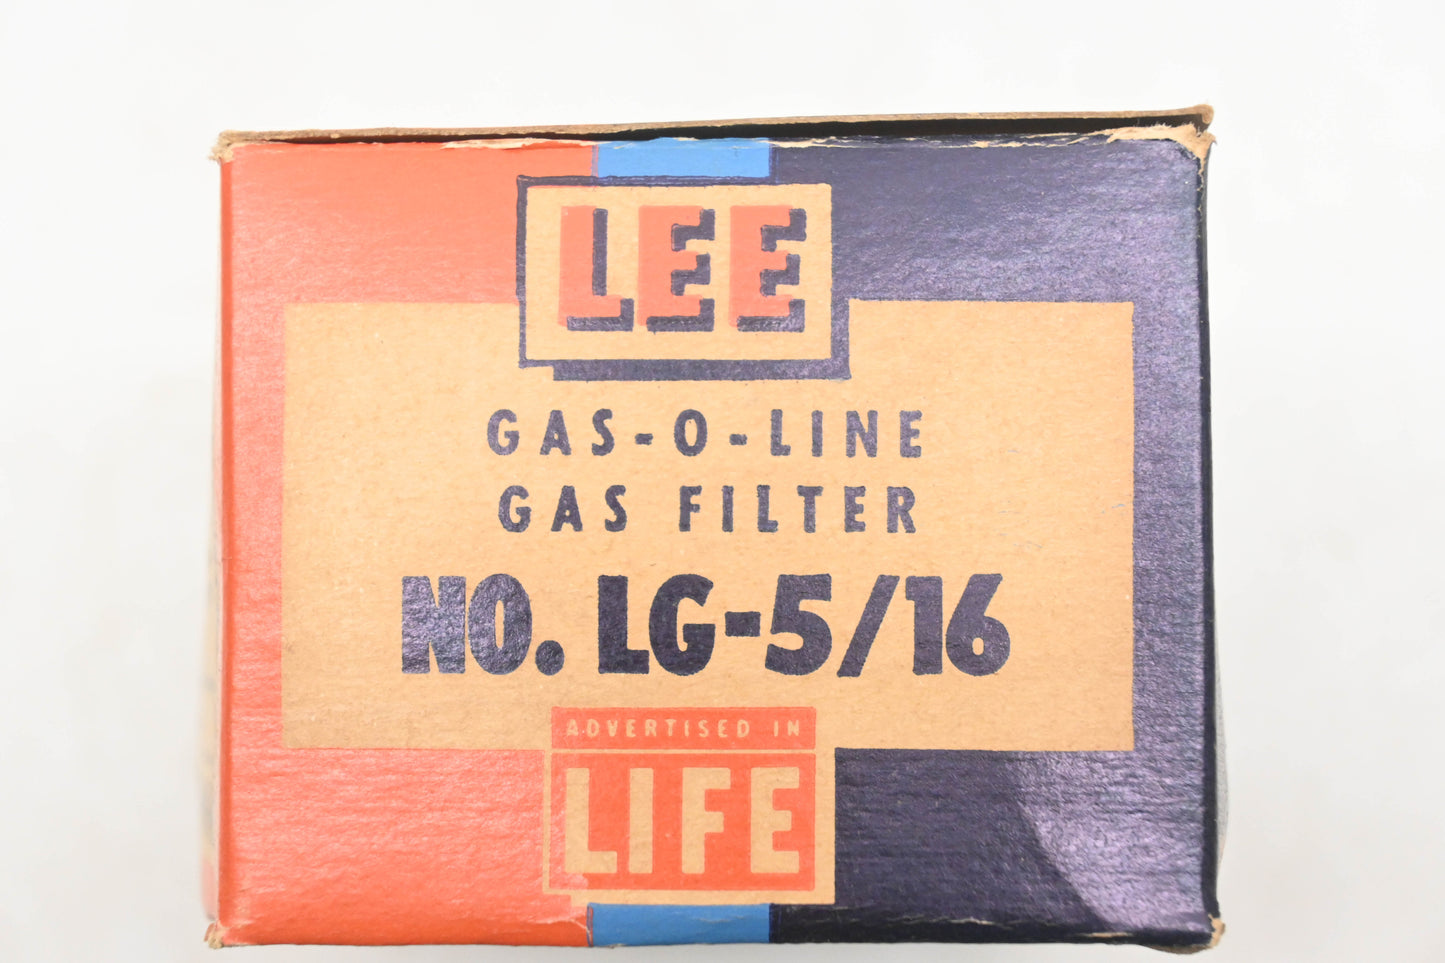 LEE
GAS-O-LINE
GAS FILTER
NO. LG-5/16
ADVERTISED IN
LIFE